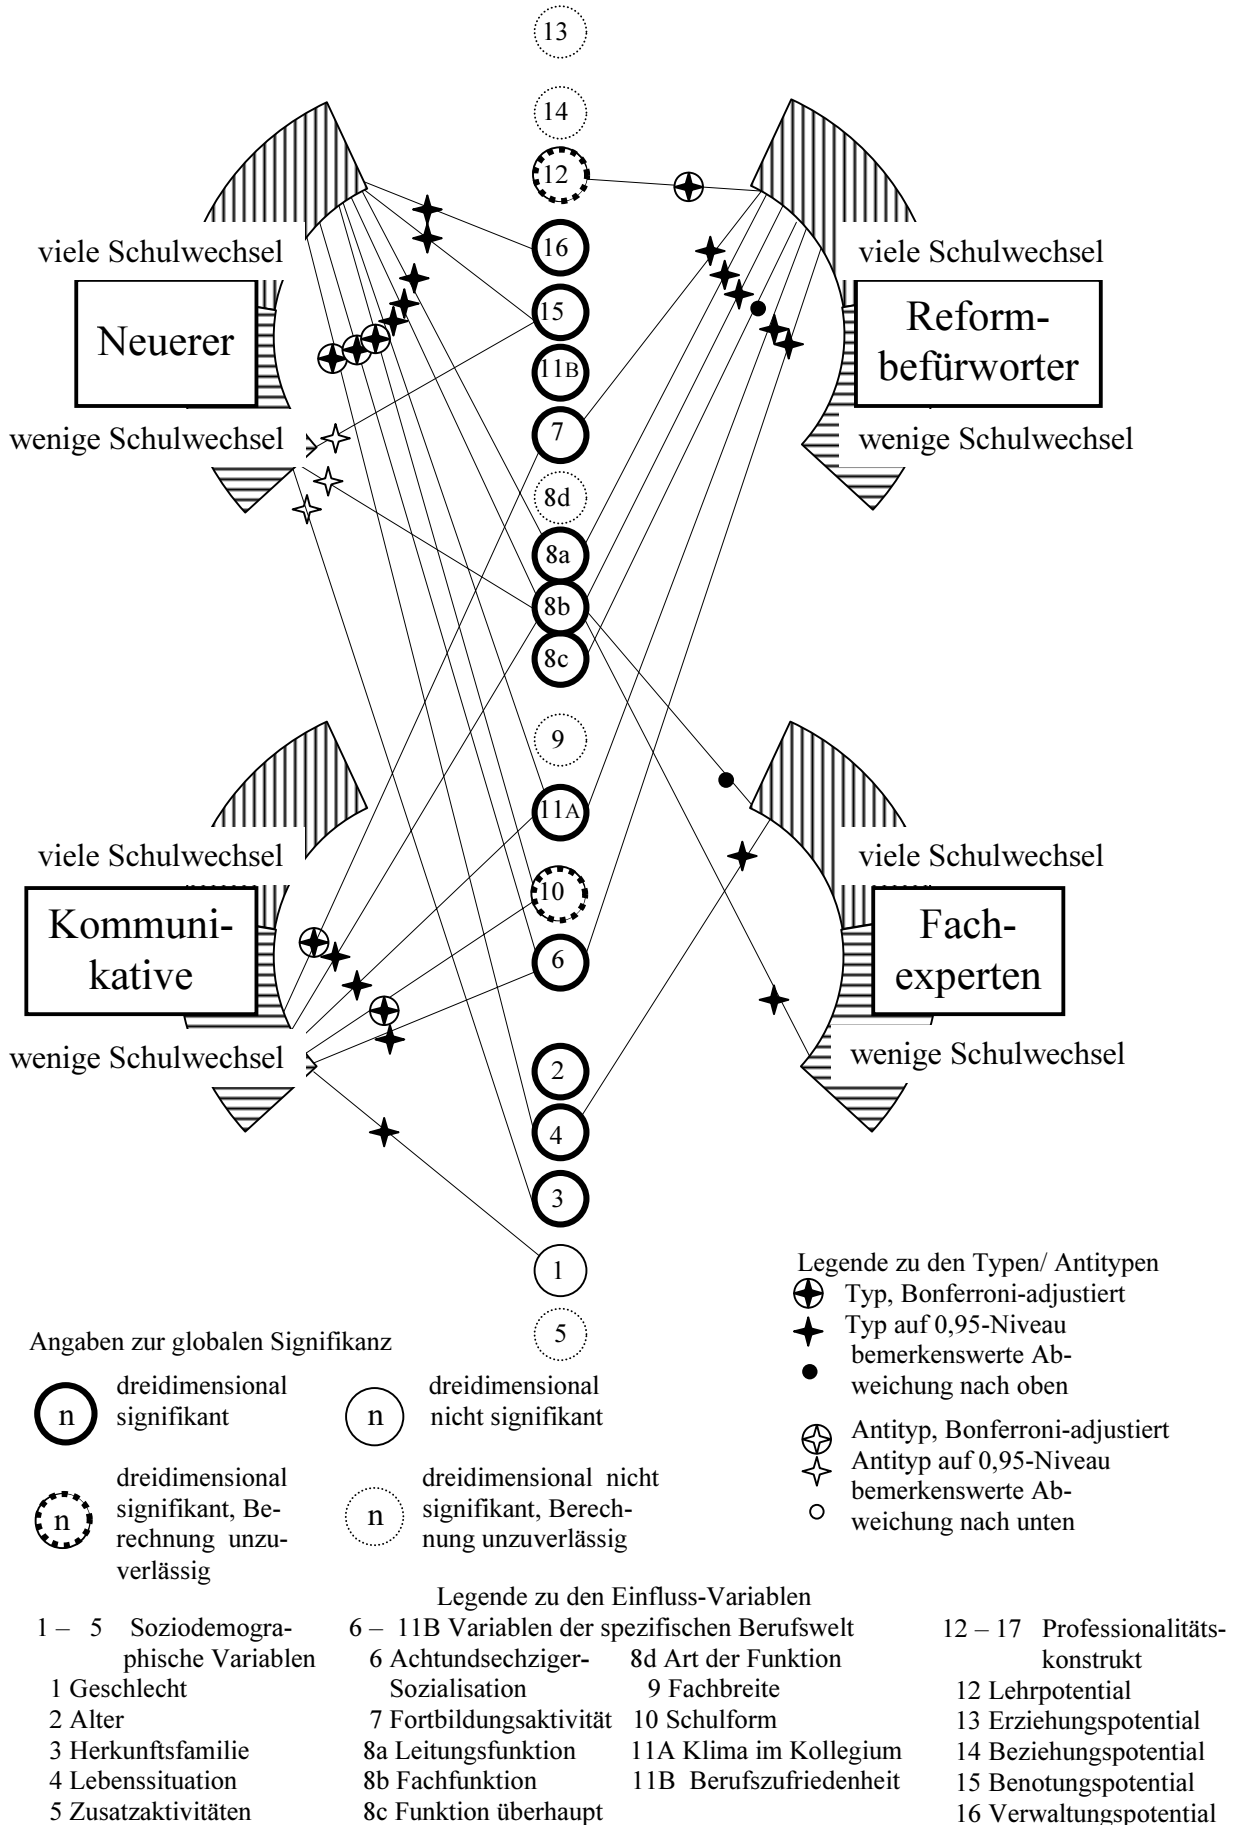 13
14
12
16
viele Schulwechsel
viele Schulwechsel
15
Neuerer
Reform-
befürworter
11B
7
wenige Schulwechsel
wenige Schulwechsel
8d
8a
8b
8c
9
11A
viele Schulwechsel
viele Schulwechsel
10
Kommuni-
kative
Fach-
experten
6
wenige Schulwechsel
wenige Schulwechsel
2
4
3
1
5
Legende zu den Typen/ Antitypen
Typ, Bonferroni-adjustiert
Typ auf 0,95-Niveau
bemerkenswerte Ab-
weichung nach oben
Antityp, Bonferroni-adjustiert
Antityp auf 0,95-Niveau
bemerkenswerte Ab-
weichung nach unten
Angaben zur globalen Signifikanz
n
dreidimensional
signifikant
n
dreidimensional
nicht signifikant
n
dreidimensional
signifikant, Be-
rechnung unzu-
verlässig
n
dreidimensional nicht
signifikant, Berech-
nung unzuverlässig
Legende zu den Einfluss-Variablen
1 – 5 Soziodemogra-
phische Variablen
1 Geschlecht
2 Alter
3 Herkunftsfamilie
4 Lebenssituation
5 Zusatzaktivitäten
6 – 11B Variablen der spezifischen Berufswelt
6 Achtundsechziger-
Sozialisation
7 Fortbildungsaktivität
8a Leitungsfunktion
8b Fachfunktion
8c Funktion überhaupt
8d Art der Funktion
9 Fachbreite
10 Schulform
11A Klima im Kollegium
11B Berufszufriedenheit
12 – 17 Professionalitäts-
konstrukt
12 Lehrpotential
13 Erziehungspotential
14 Beziehungspotential
15 Benotungspotential
16 Verwaltungspotential